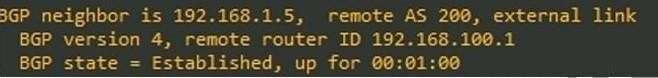 BGP neighbor is 192.168.1.5,  remote AS 200, external link
  BGP version 4, remote router ID 192.168.100.1
  BGP state = Established, up for 00:01:00